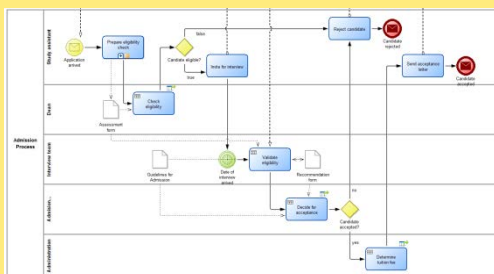 Admission
Process
Study assistant
Dean
Interview team
Administration
Application
arrived
Prepare eligibility
check
false
Candidate eligible?
true
Invite for interview
Reject candidate
Candidate
rejected
Send acceptance
letter
Candidate
accepted
Check
eligibility
Assessment
form
Guidelines for
Admission
Date of
interview
arrived
Validate
eligibility
Recommendation
form
Decide for
acceptance
no
Candidate
accepted?
yes
Determine
tuition fee